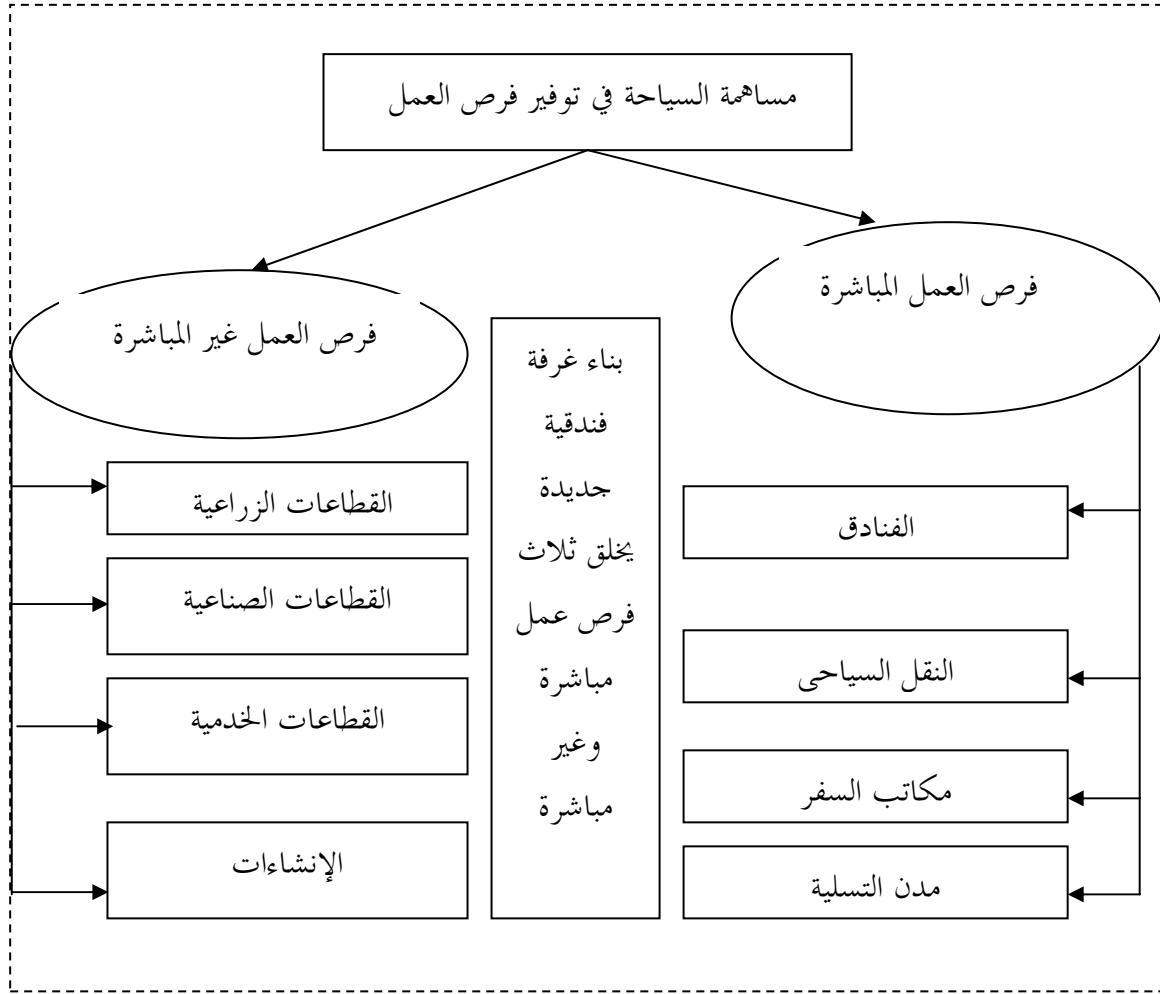 مساهمة السياحة في توفير فرص العمل
فرص العمل المباشرة
فرص العمل غير المباشرة
الفنادق
النقل السياحى
مكاتب السفر
مدن التسلية
بناء غرفة
فندقية
جديدة
يخلق ثلاث
فرص عمل
مباشرة
وغير
مباشرة
القطاعات الزراعية
القطاعات الصناعية
القطاعات الخدمية
الإنشاءات